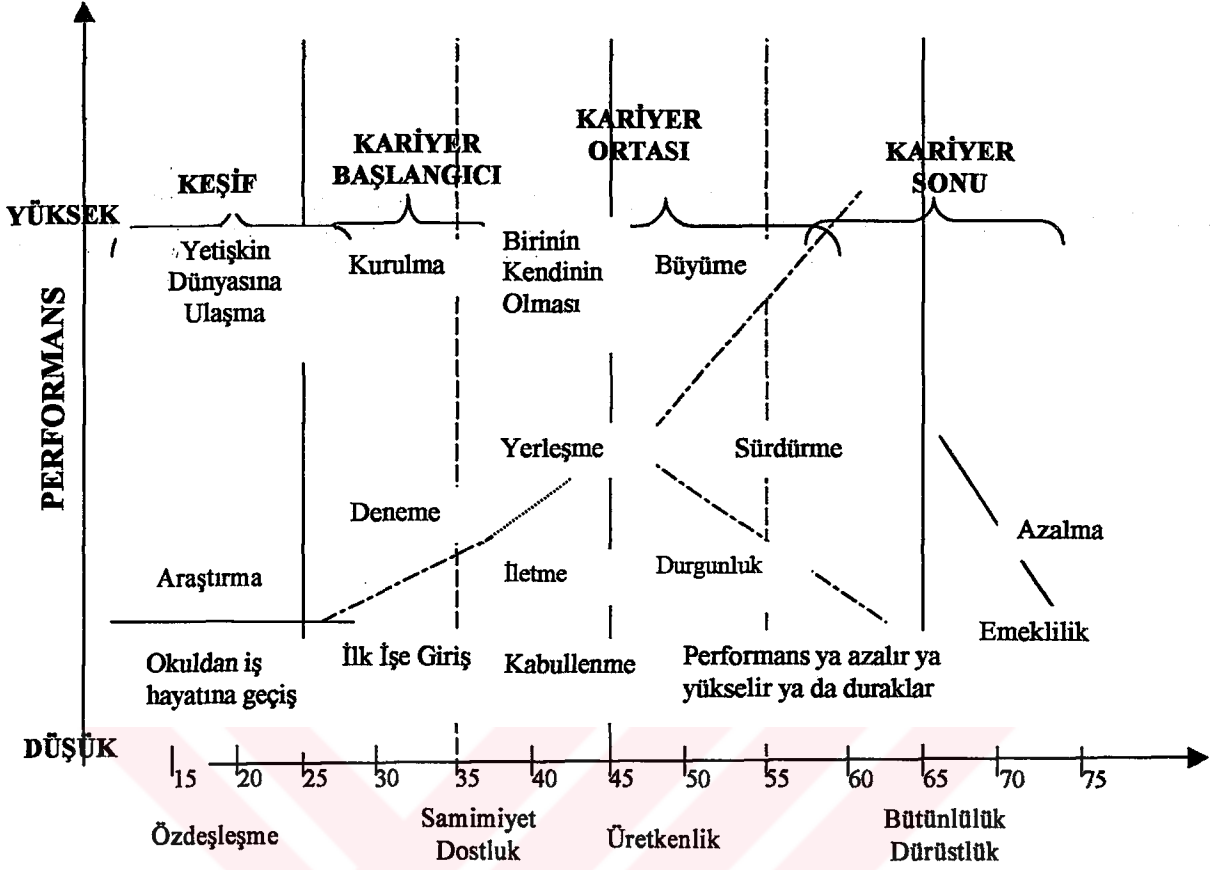 KEŞİF
KARİYER
BAŞLANGICI
KARİYER
ORTASI
KARİYER
SONU
YÜKSEK
PERFORMANS
DÜŞÜK
Yetişkin
Dünyasına
Ulaşma
Kurulma
Birinin
Kendinin
Olması
Büyüme
Yerleşme
Sürdürme
Deneme
Araştırma
İletme
Durgunluk
Azalma
Emeklilik
Okuldan iş
hayatına geçiş
İlk İşe Giriş
Kabullenme
Performans ya azalır ya
yükselir ya da duraklar
15 20 25 30 35 40 45 50 55 60 65 70 75
Özdeşleşme
Samimiyet
Dostluk
Üretkenlik
Bütünlülük
Dürüstlük